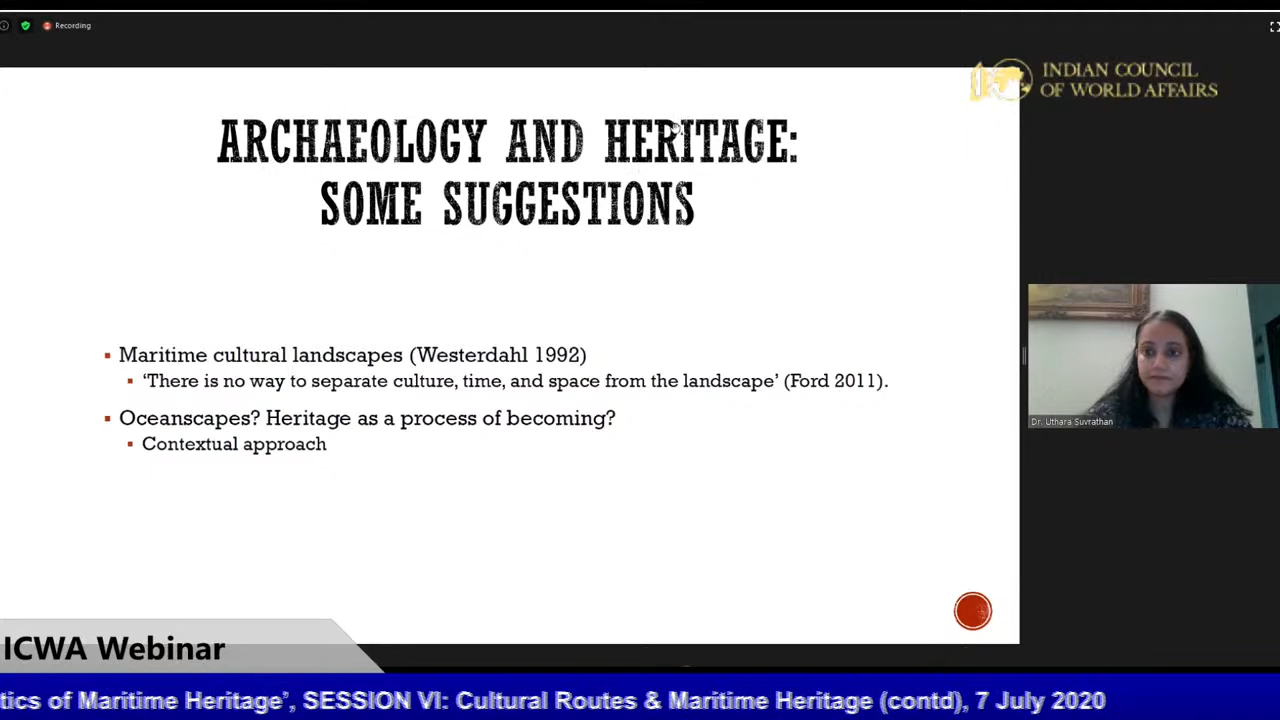 Recording
INDIAN COUNCIL
OF WORLD AFFAIRS
ARCHAEOLOGY AND HERITAGE:
SOME SUGGESTIONS
▪ Maritime cultural landscapes (Westerdahl 1992)
▪ ‘There is no way to separate culture, time, and space from the landscape’ (Ford 2011).
▪ Oceanscapes? Heritage as a process of becoming?
▪ Contextual approach
Dr. Uthara Suvrathan
ICWA Webinar
tics of Maritime Heritage’, SESSION VI: Cultural Routes & Maritime Heritage (contd), 7 July 2020